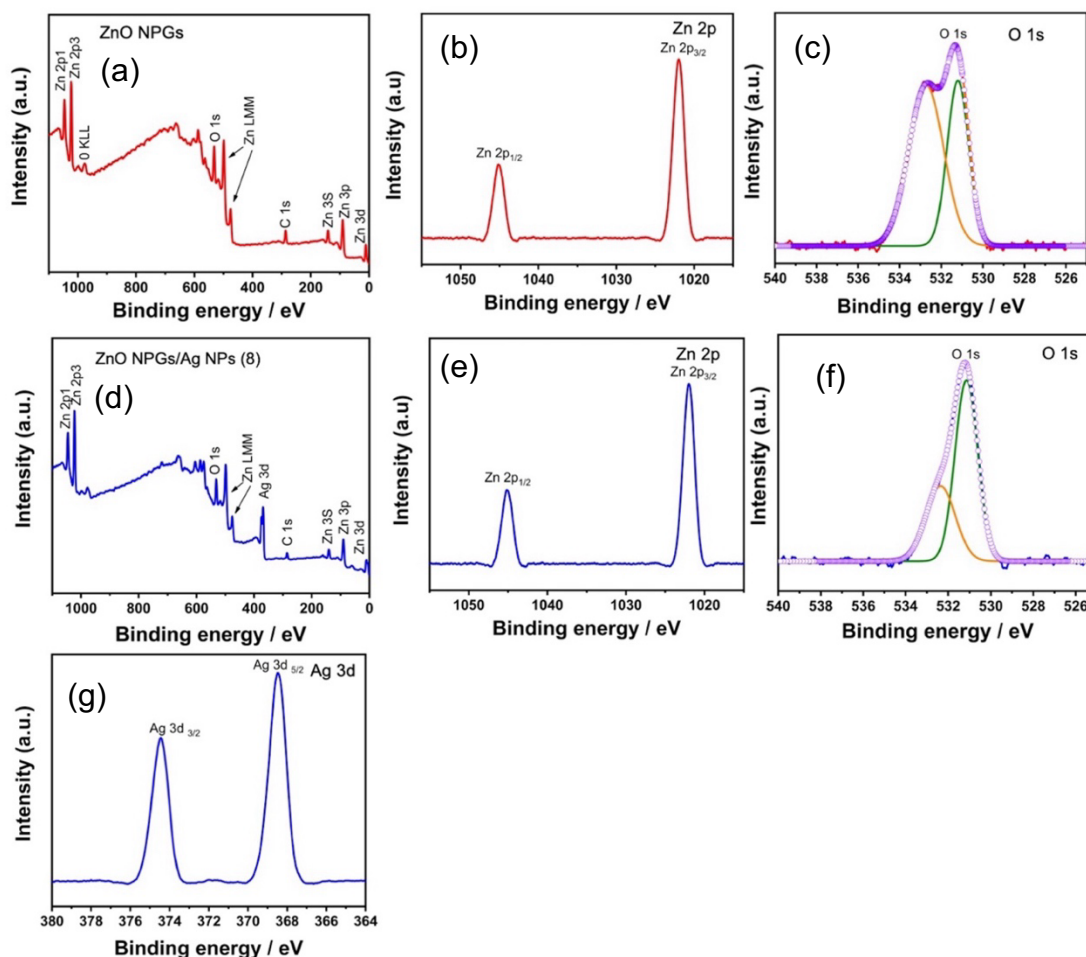 ZnO NPGs
(a)
Zn 2p1
Zn 2p3
0 KLL
O 1s
Zn LMM
C 1s
Zn 3S
Zn 3p
Zn 3d
Intensity (a.u.)
1000 800 600 400 200 0
Binding energy / eV
(b)
Zn 2p
Zn 2p3/2
Zn 2p1/2
Intensity (a.u.)
1050 1040 1030 1020
Binding energy / eV
(c)
O 1s
O 1s
Intensity (a.u.)
540 538 536 534 532 530 528 526
Binding energy / eV
ZnO NPGs/Ag NPs (8)
(d)
Zn 2p1
Zn 2p3
O 1s
Zn LMM
Ag 3d
C 1s
Zn 3S
Zn 3p
Zn 3d
Intensity (a.u.)
1000 800 600 400 200 0
Binding energy / eV
(e)
Zn 2p
Zn 2p3/2
Zn 2p1/2
Intensity (a.u)
1050 1040 1030 1020
Binding energy / eV
(f)
O 1s
O 1s
Intensity (a.u.)
540 538 536 534 532 530 528 526
Binding energy / eV
(g)
Ag 3d 5/2
Ag 3d
Ag 3d 3/2
Intensity (a.u.)
380 378 376 374 372 370 368 366 364
Binding energy / eV